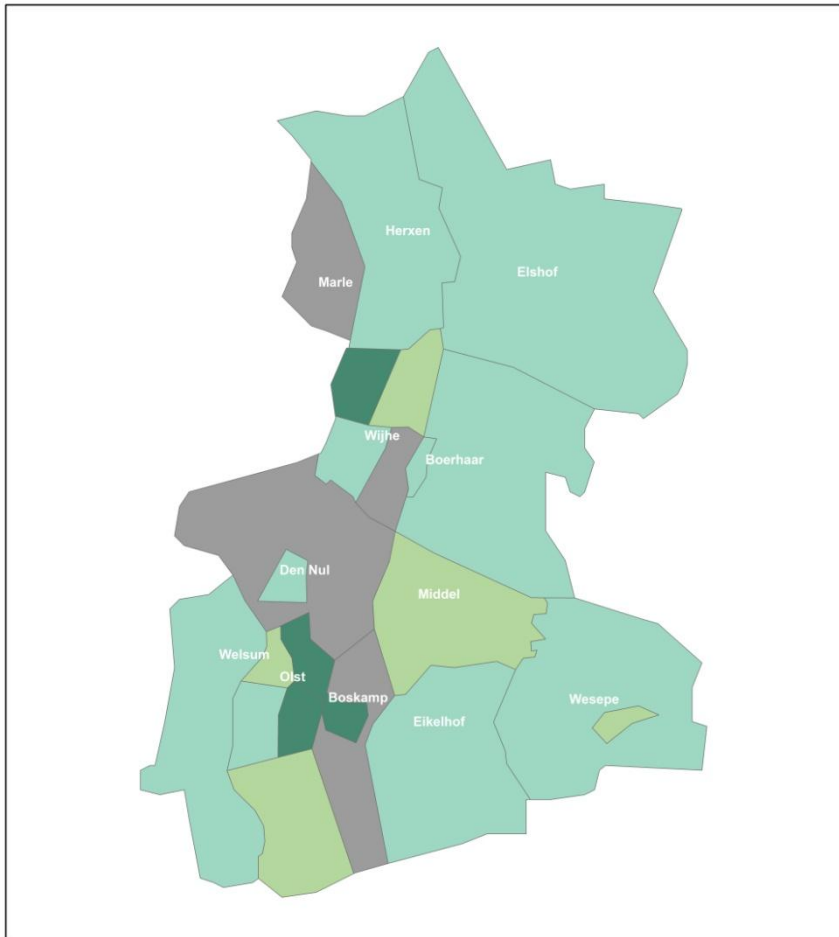 Herxen
Elshof
Marle
Wijhe
Boerhaar
Den Nul
Middel
Welsum
Olst
Boskamp
Eikelhof
Wesepe